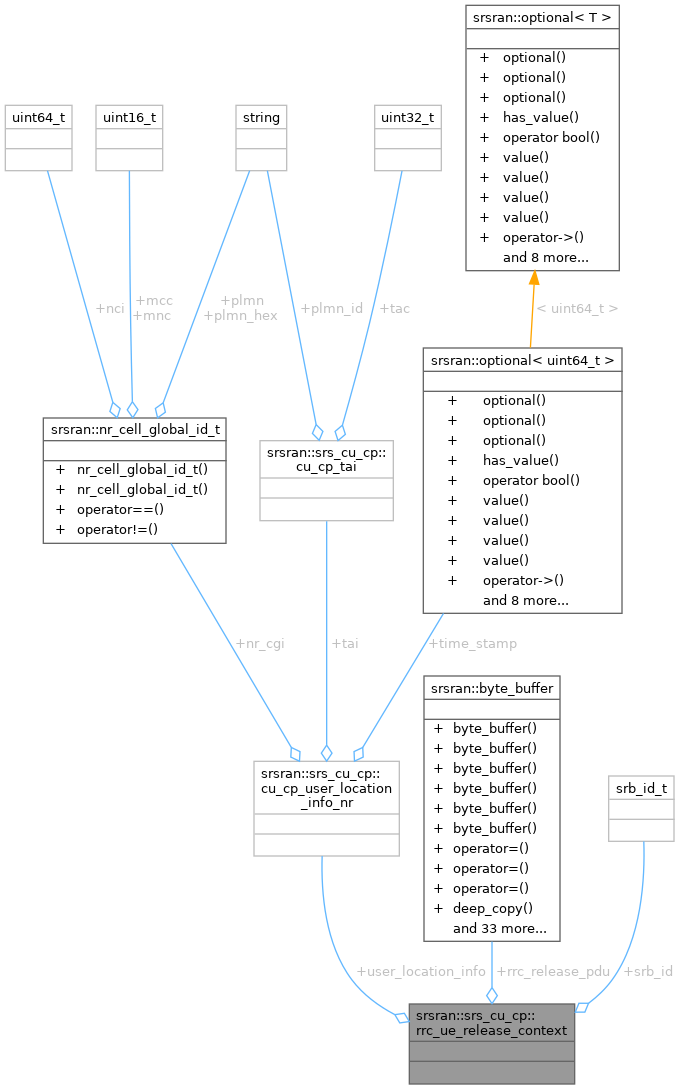 srsran::optional< T >
+ optional()
+ optional()
+ optional()
+ has_value()
+ operator bool()
+ value()
+ value()
+ value()
+ value()
+ operator->()
and 8 more...
uint64_t
uint16_t
string
uint32_t
+nci
+mcc
+mnc
+plmn
+plmn_hex
+plmn_id
+tac
< uint64_t >
srsran::optional< uint64_t >
+ optional()
+ optional()
+ optional()
+ has_value()
+ operator bool()
+ value()
+ value()
+ value()
+ value()
+ operator->()
and 8 more...
srsran::nr_cell_global_id_t
+ nr_cell_global_id_t()
+ nr_cell_global_id_t()
+ operator==()
+ operator!=()
srsran::srs_cu_cp::
cu_cp_tai
+nr_cgi
+tai
+time_stamp
srsran::byte_buffer
+ byte_buffer()
+ byte_buffer()
+ byte_buffer()
+ byte_buffer()
+ byte_buffer()
+ byte_buffer()
+ operator=()
+ operator=()
+ operator=()
+ deep_copy()
and 33 more...
srsran::srs_cu_cp::
cu_cp_user_location
_info_nr
srb_id_t
+user_location_info
+rrc_release_pdu
+srb_id
srsran::srs_cu_cp::
rrc_ue_release_context